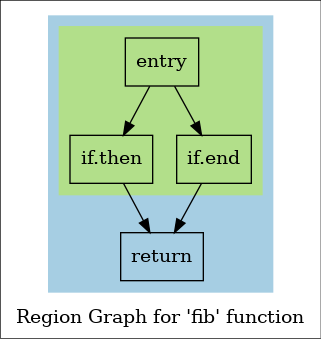 entry
if.then
if.end
return
Region Graph for 'fib' function